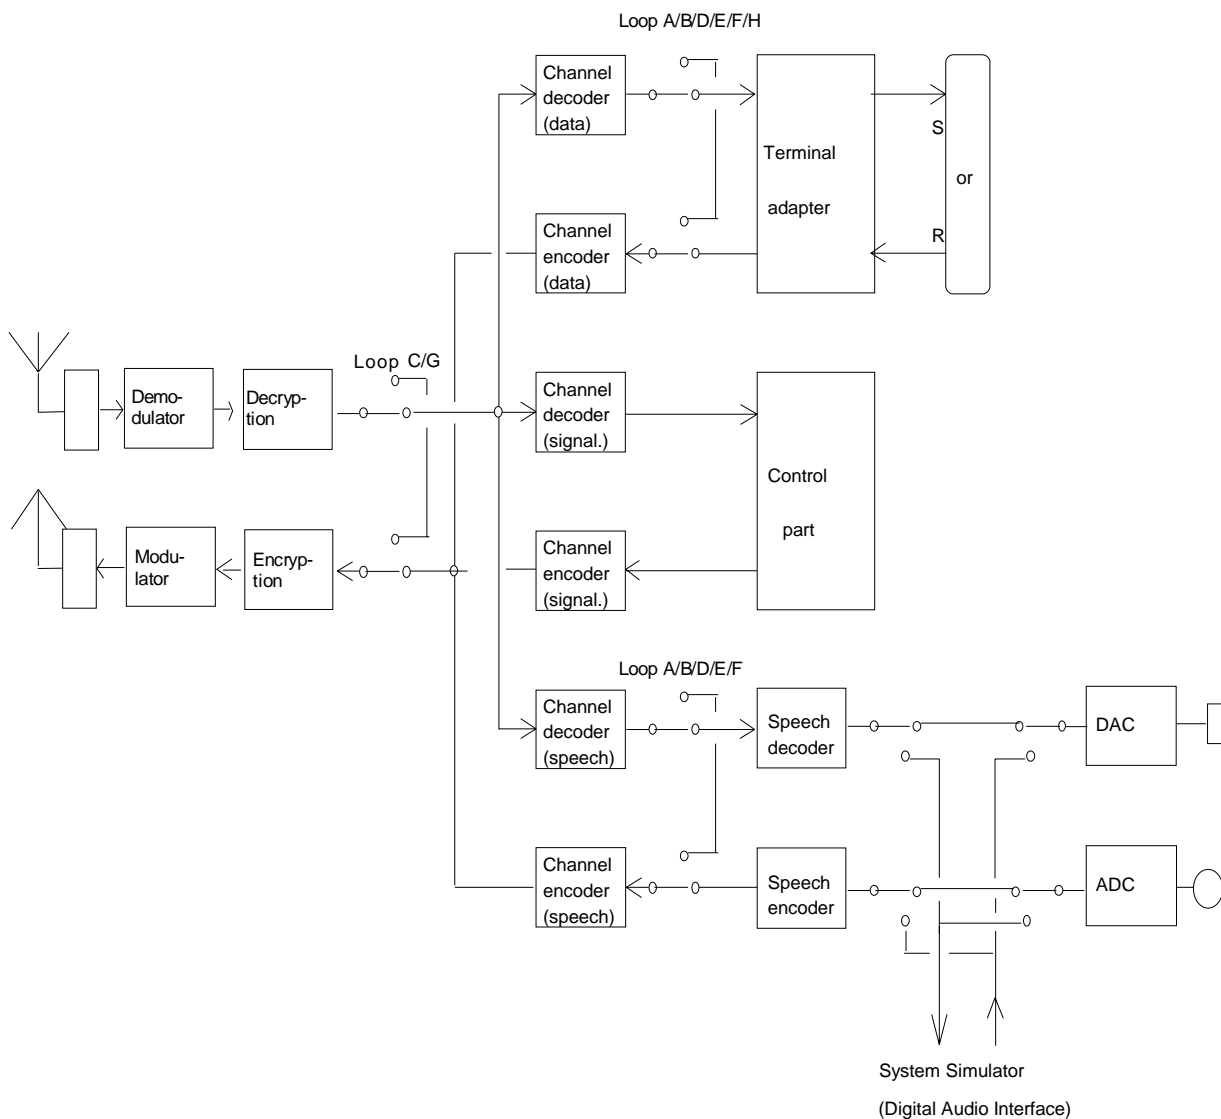 Loop A/B/D/E/F/H
Channel
decoder
(data)
Terminal
adapter
S
or
R
Channel
encoder
(data)
Loop C/G
Demo-
dulator
Decryp-
tion
Channel
decoder
(signal.)
Control
part
Modu-
lator
Encryp-
tion
Channel
encoder
(signal.)
Loop A/B/D/E/F
Channel
decoder
(speech)
Speech
decoder
DAC
Channel
encoder
(speech)
Speech
encoder
ADC
System Simulator
(Digital Audio Interface)